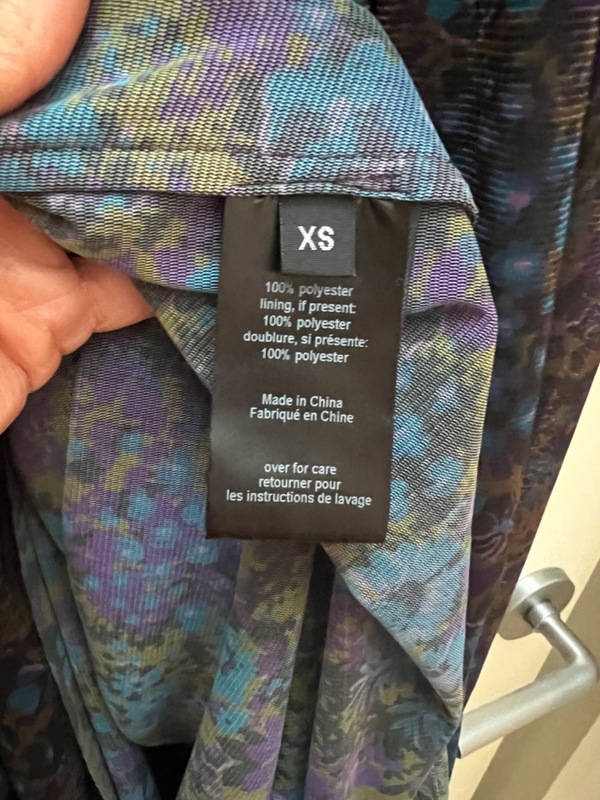 XS
100% polyester
lining, if present:
100% polyester
doublure, si présente:
100% polyester
Made in China
Fabriqué en Chine
over for care
retourner pour
les instructions de lavage